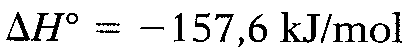 ΔH° = −157,6 kJ/mol